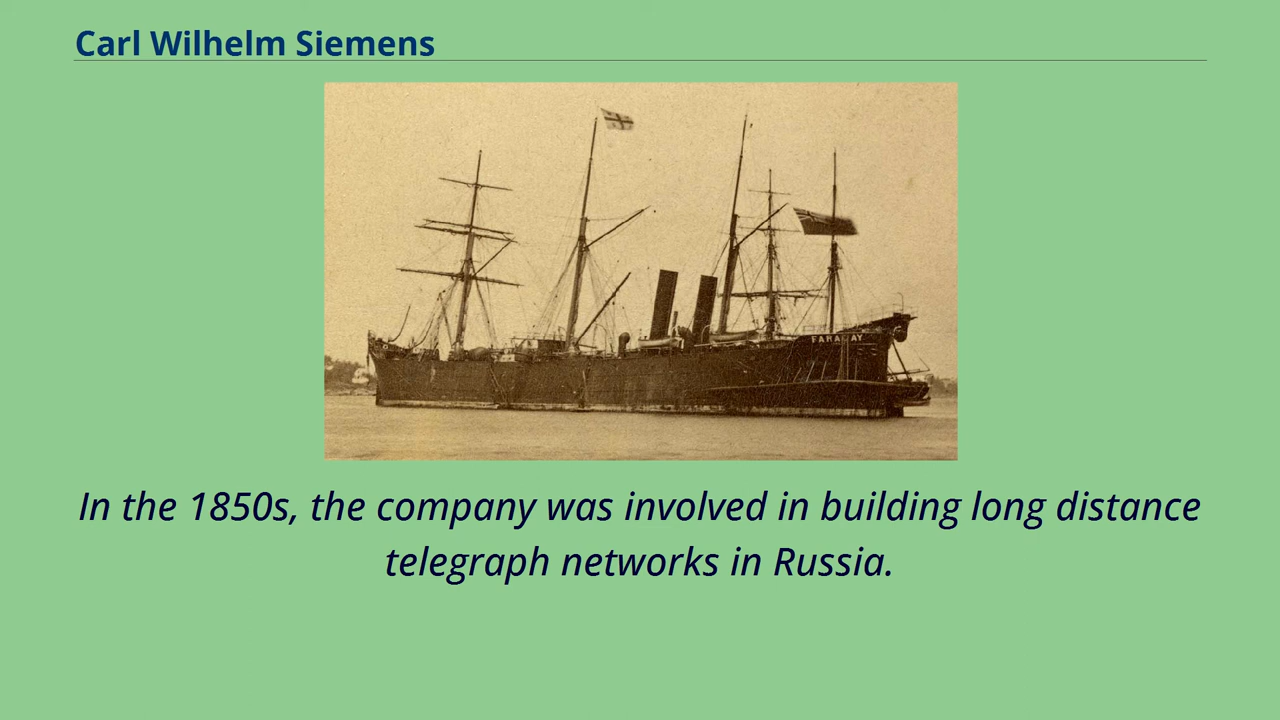 Carl Wilhelm Siemens
FARADAY
In the 1850s, the company was involved in building long distance
telegraph networks in Russia.